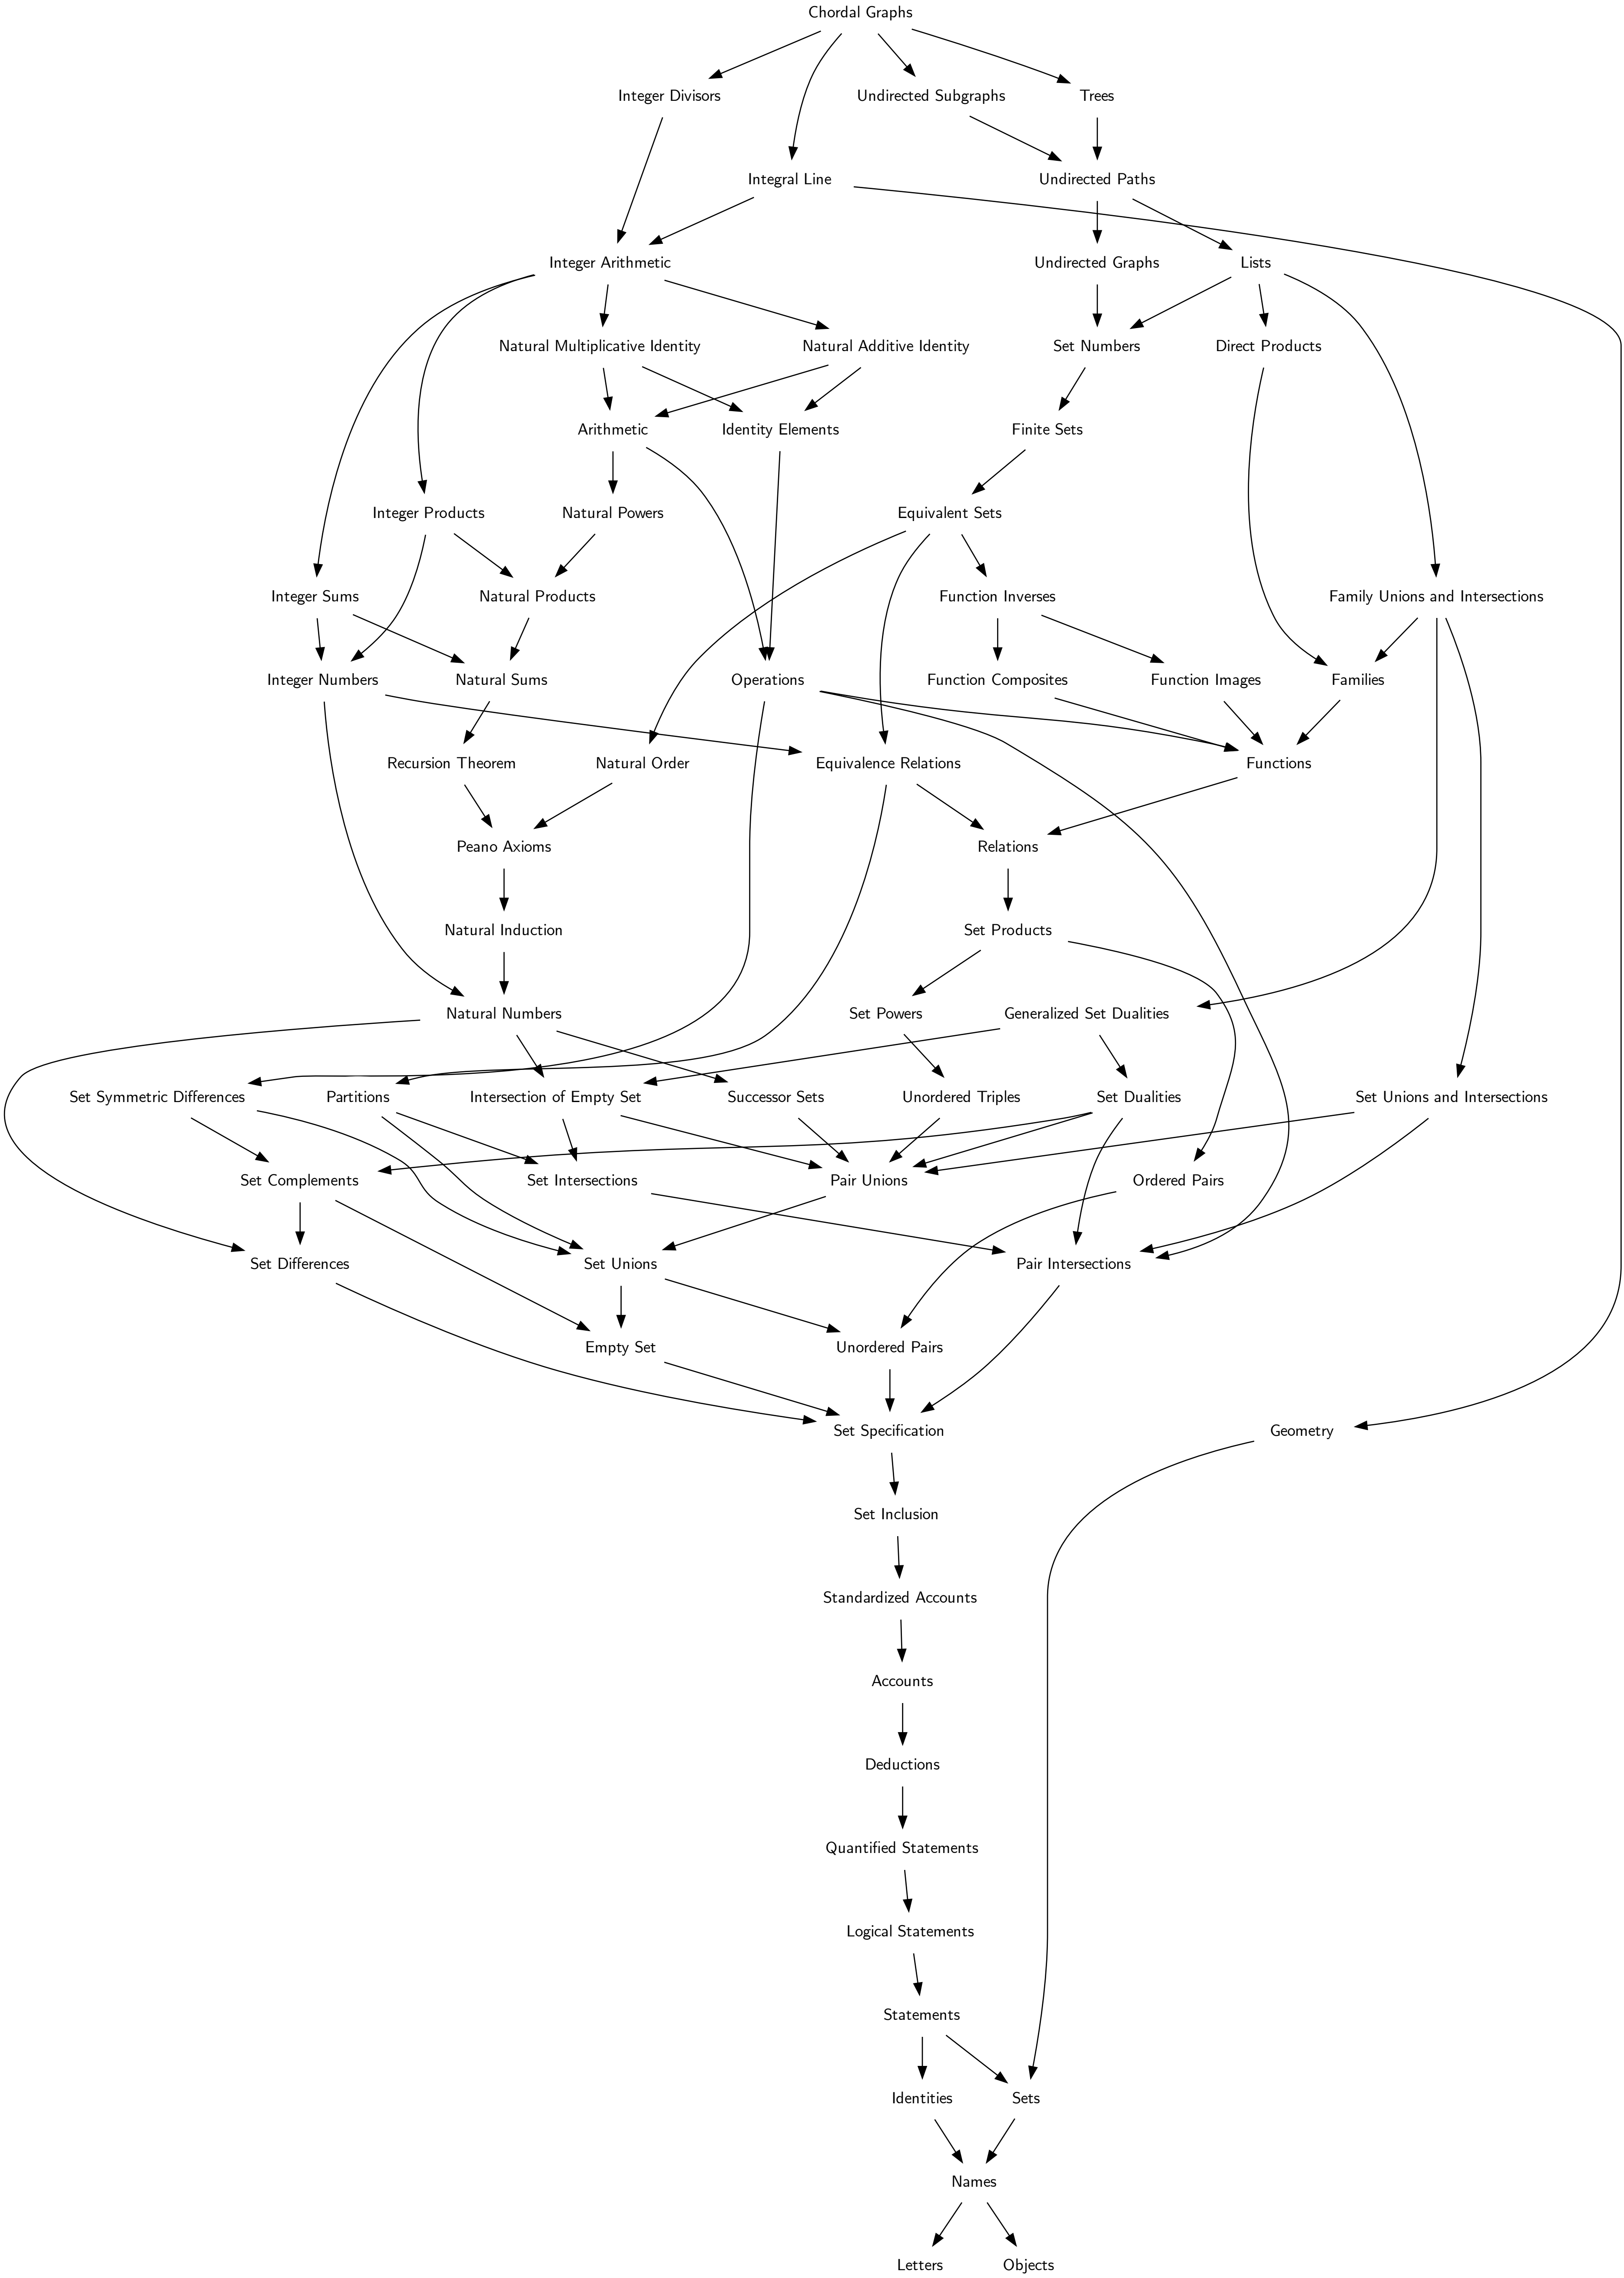 Chordal Graphs
Integer Divisors
Undirected Subgraphs
Trees
Integral Line
Undirected Paths
Integer Arithmetic
Undirected Graphs
Lists
Natural Multiplicative Identity
Natural Additive Identity
Set Numbers
Direct Products
Arithmetic
Identity Elements
Finite Sets
Integer Products
Natural Powers
Equivalent Sets
Integer Sums
Natural Products
Function Inverses
Family Unions and Intersections
Integer Numbers
Natural Sums
Operations
Function Composites
Function Images
Families
Recursion Theorem
Natural Order
Equivalence Relations
Functions
Peano Axioms
Relations
Natural Induction
Set Products
Natural Numbers
Set Powers
Generalized Set Dualities
Set Symmetric Differences
Partitions
Intersection of Empty Set
Successor Sets
Unordered Triples
Set Dualities
Set Unions and Intersections
Set Complements
Set Intersections
Pair Unions
Ordered Pairs
Set Differences
Set Unions
Pair Intersections
Empty Set
Unordered Pairs
Set Specification
Geometry
Set Inclusion
Standardized Accounts
Accounts
Deductions
Quantified Statements
Logical Statements
Statements
Identities
Sets
Names
Letters
Objects